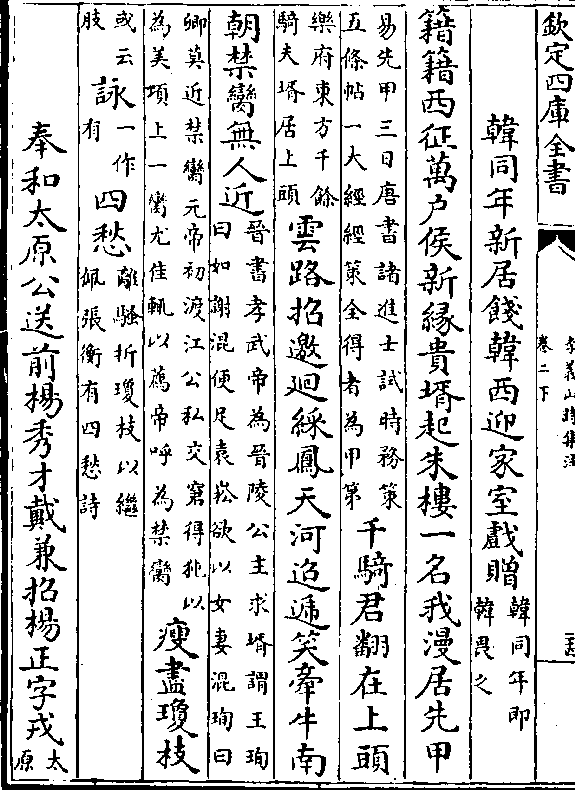 欽定四庫全書
李義山詩集注
卷二下
韓同年新居餞韓西迎家室戲贈
韓同年即
韓畏之
籍籍西征萬户侯新縁貴壻起朱樓一名我漫居先甲
易先甲三日唐書諸進士試時務策
五條帖一大經經策全得者為甲第
千騎君翻在上頭
樂府東方千餘
騎夫壻居上頭
雲路招邀廻綵鳳天河迢遞笑牽牛南
朝禁臠無人近
晉書孝武帝為晉陵公主求壻謂王珣
曰如謝混便足袁崧欲以女妻混珣曰
卿莫近禁臠元帝初渡江公私交窘得㹠以
為美項上一臠尤佳輒以薦帝呼為禁臠
瘦盡瓊枝
或云
肢
詠
一作
有
四愁
離騷折瓊枝以繼
佩張衡有四愁詩
奉和太原公送前楊秀才戴兼招楊正字戎
太
原